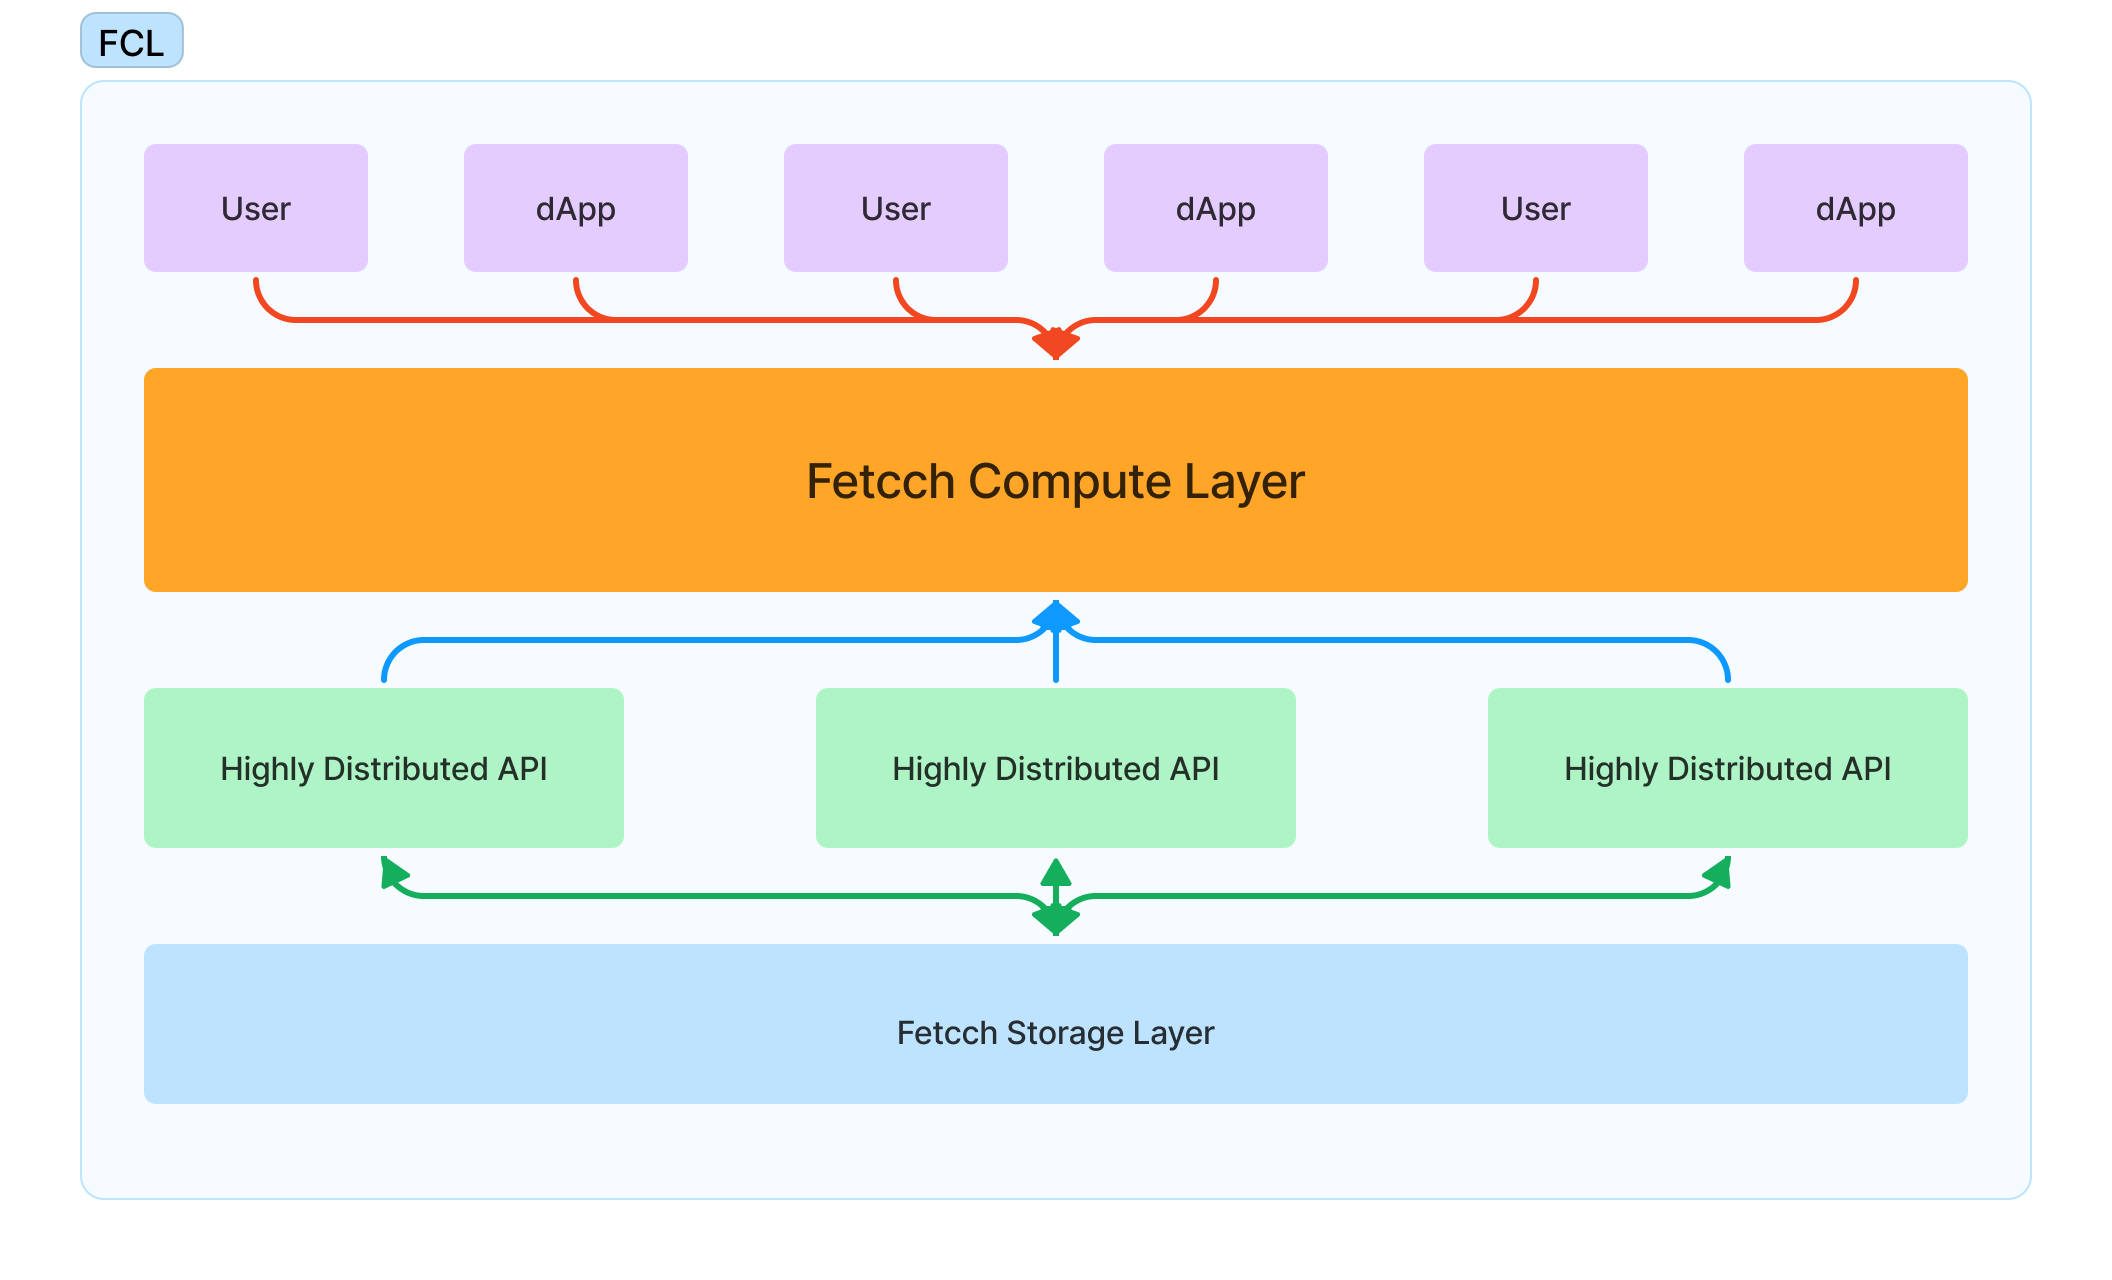 FCL
User
dApp
User
dApp
User
dApp
Fetcch Compute Layer
Highly Distributed API
Highly Distributed API
Highly Distributed API
Fetcch Storage Layer